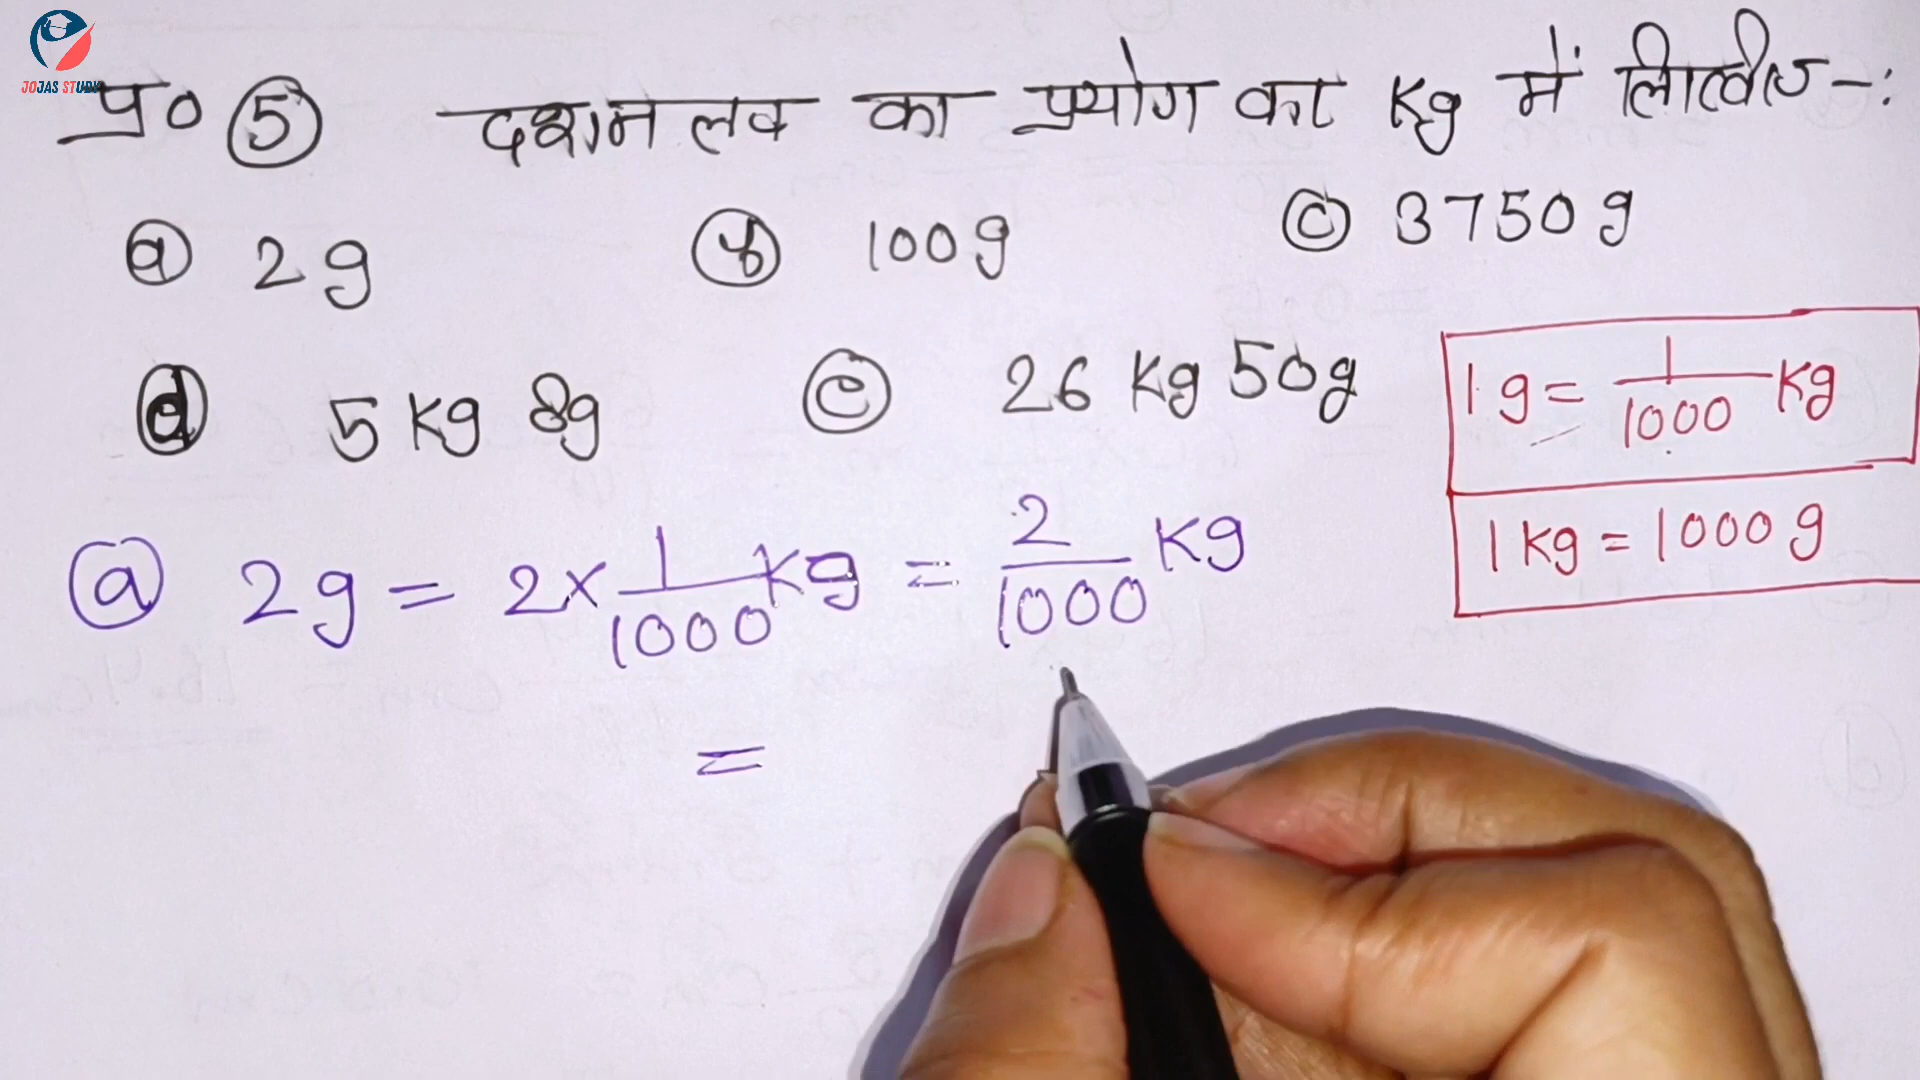 JOJAS STUDY
प्र० ⑤ दशमलव का प्रयोग कर Kg में लिखिए -:
ⓐ 2g ⓑ 100g ⓒ 3750g
ⓓ 5 Kg 8g ⓔ 26 Kg 50g
1g = 1/1000 Kg
1 Kg = 1000 g
ⓐ 2g = 2 × 1/1000 Kg = 2/1000 Kg
=